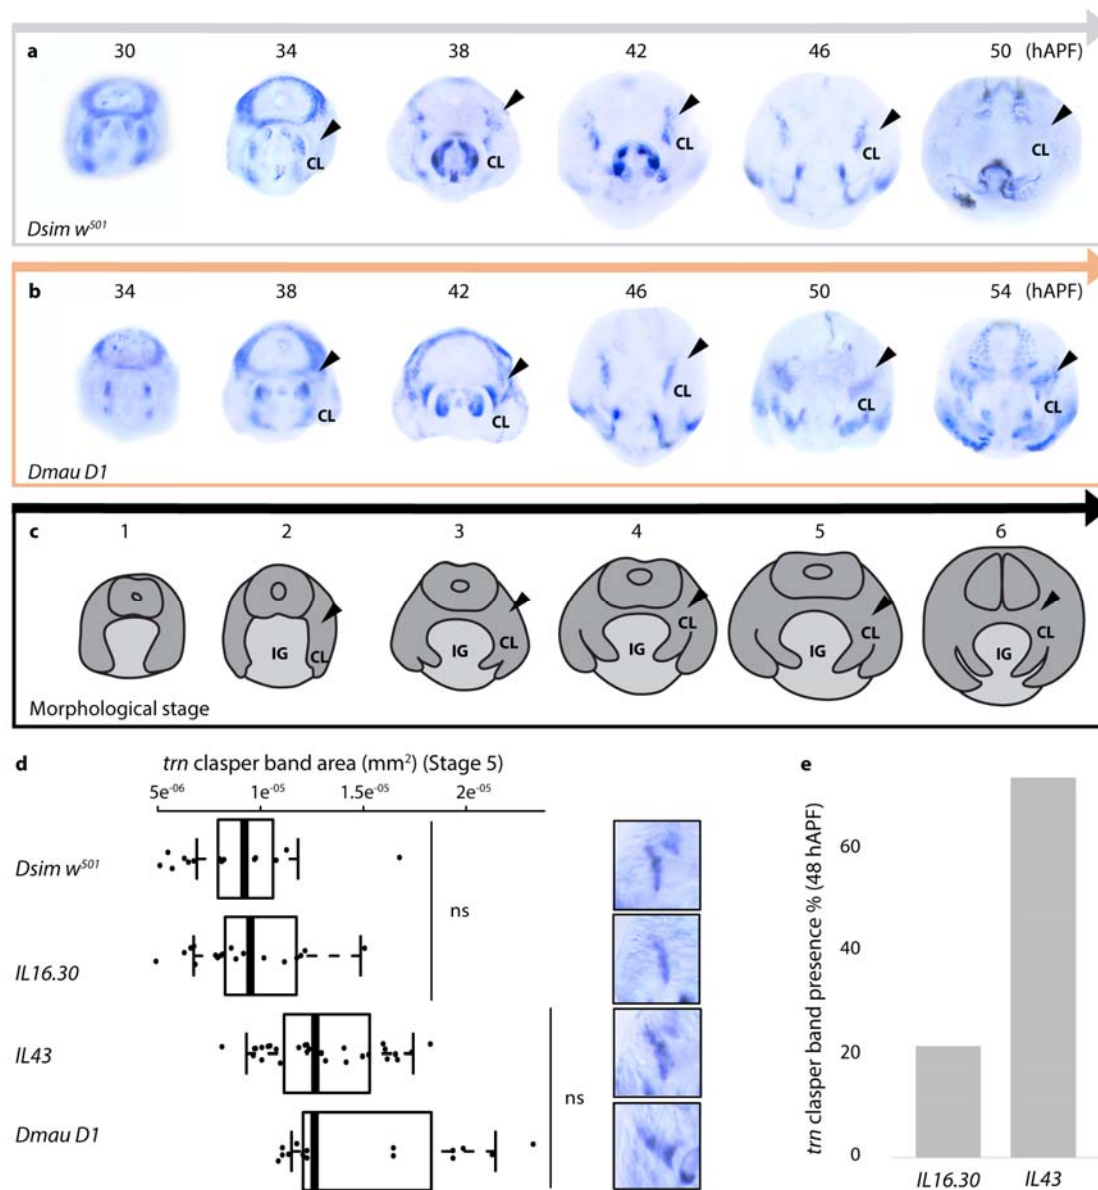 a 30 34 38 42 46 50 (hAPF)
CL CL CL CL CL
Dsim w501
b 34 38 42 46 50 54 (hAPF)
CL CL CL CL CL
Dmau D1
c 1 2 3 4 5 6
IG CL IG CL IG CL IG CL IG CL
Morphological stage
d trn clasper band area (mm2) (Stage 5)
5e-06 1e-05 1.5e-05 2e-05
Dsim w501
ns
IL16.30
IL43
ns
Dmau D1
e
trn clasper band presence % (48 hAPF)
60
40
20
0
IL16.30 IL43